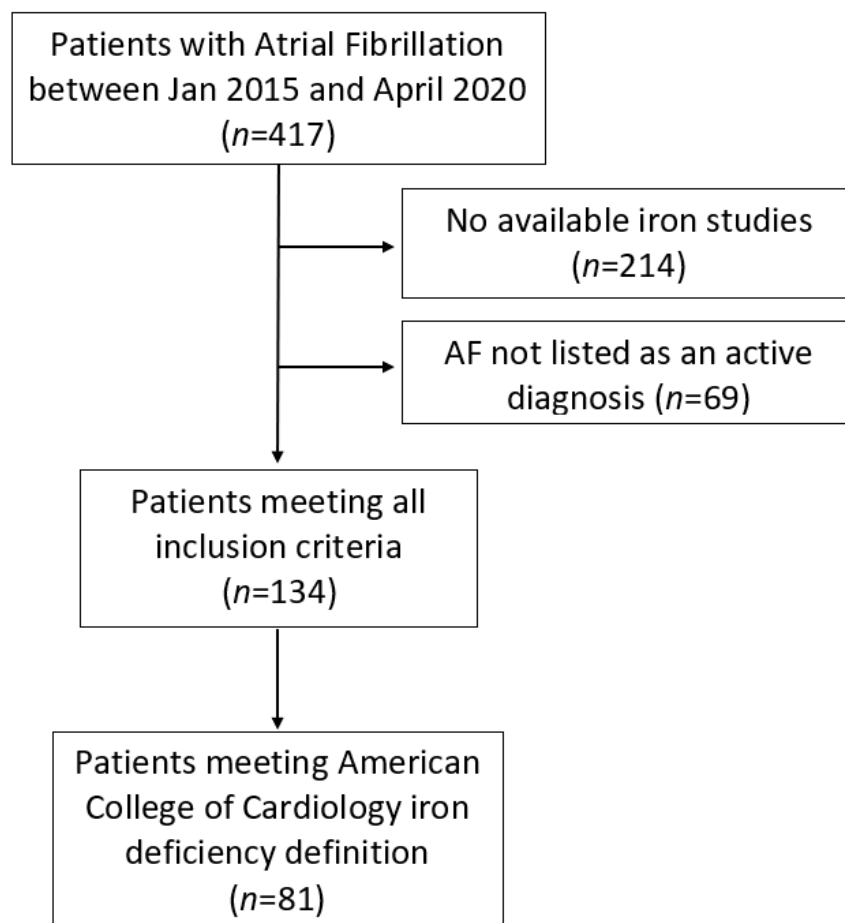 Patients with Atrial Fibrillation
between Jan 2015 and April 2020
(n=417)
No available iron studies
(n=214)
AF not listed as an active
diagnosis (n=69)
Patients meeting all
inclusion criteria
(n=134)
Patients meeting American
College of Cardiology iron
deficiency definition
(n=81)